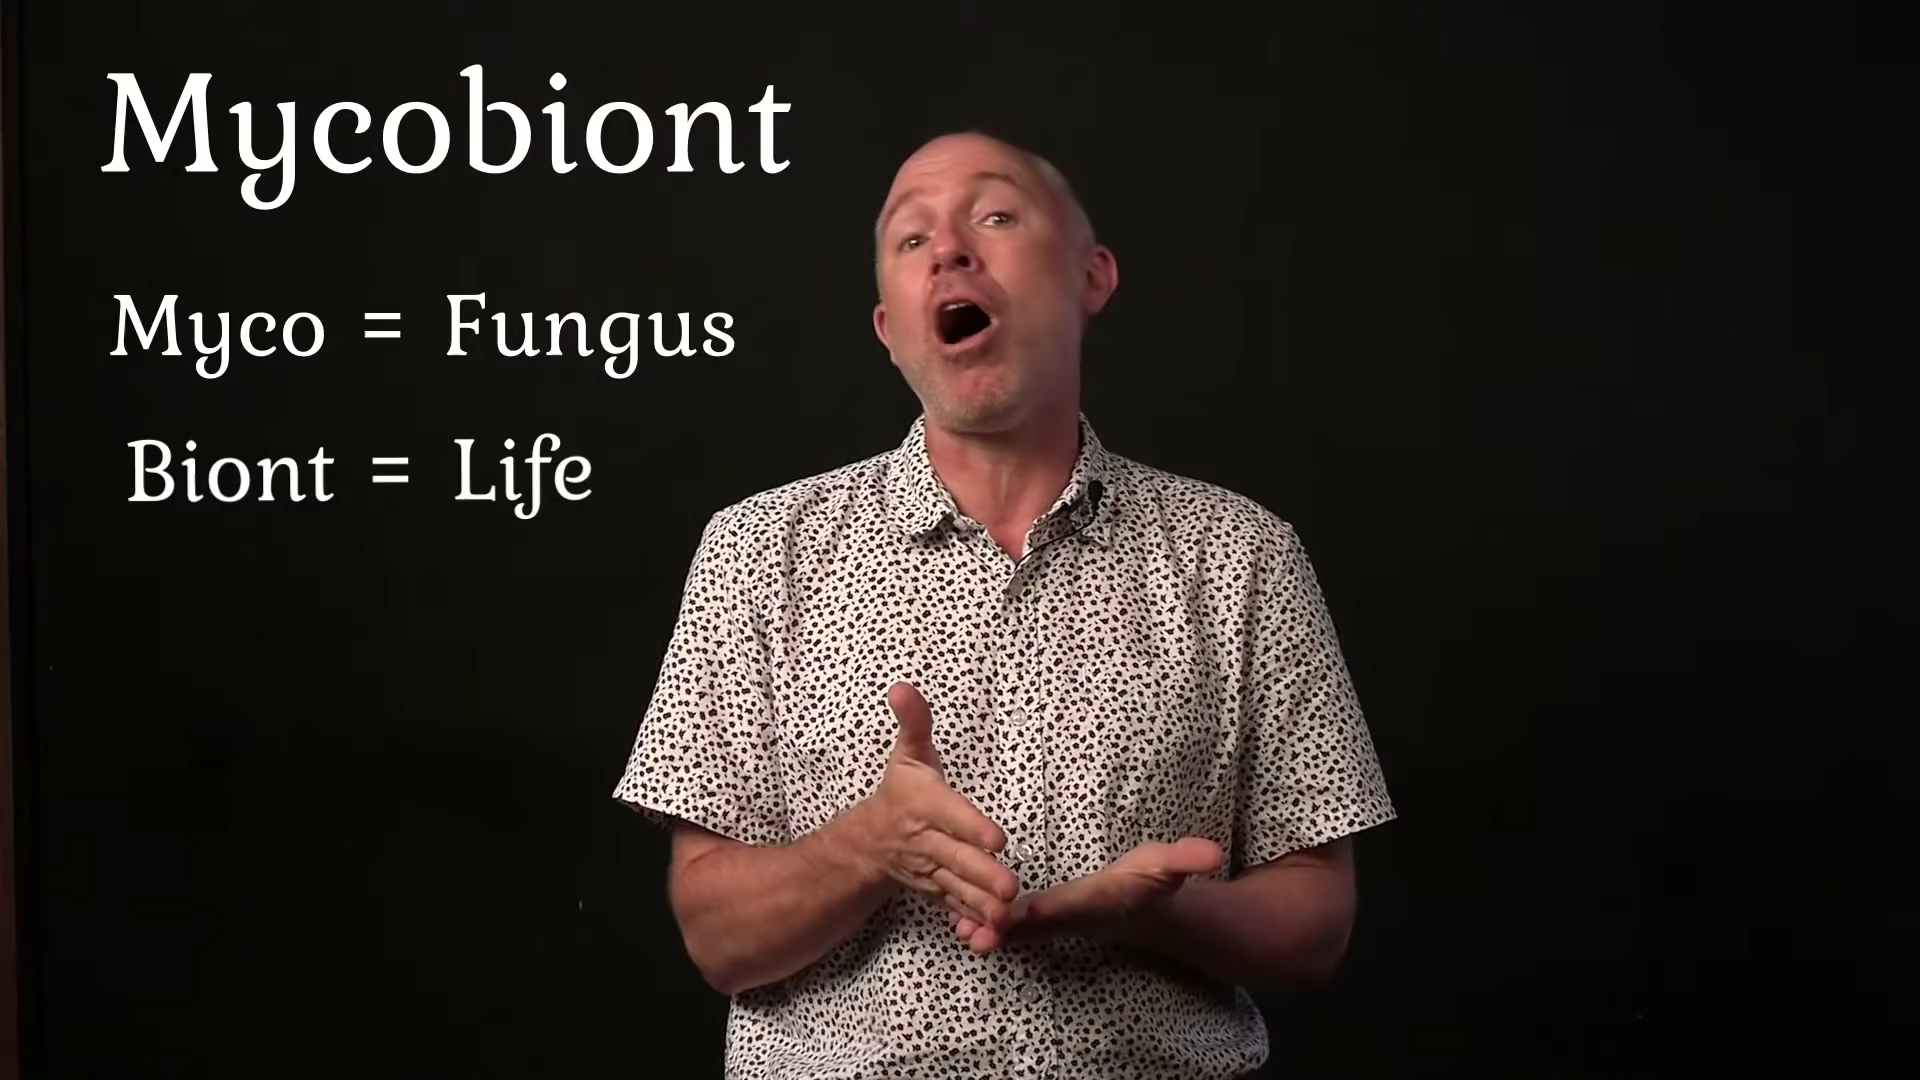 Mycobiont
Myco = Fungus
Biont = Life